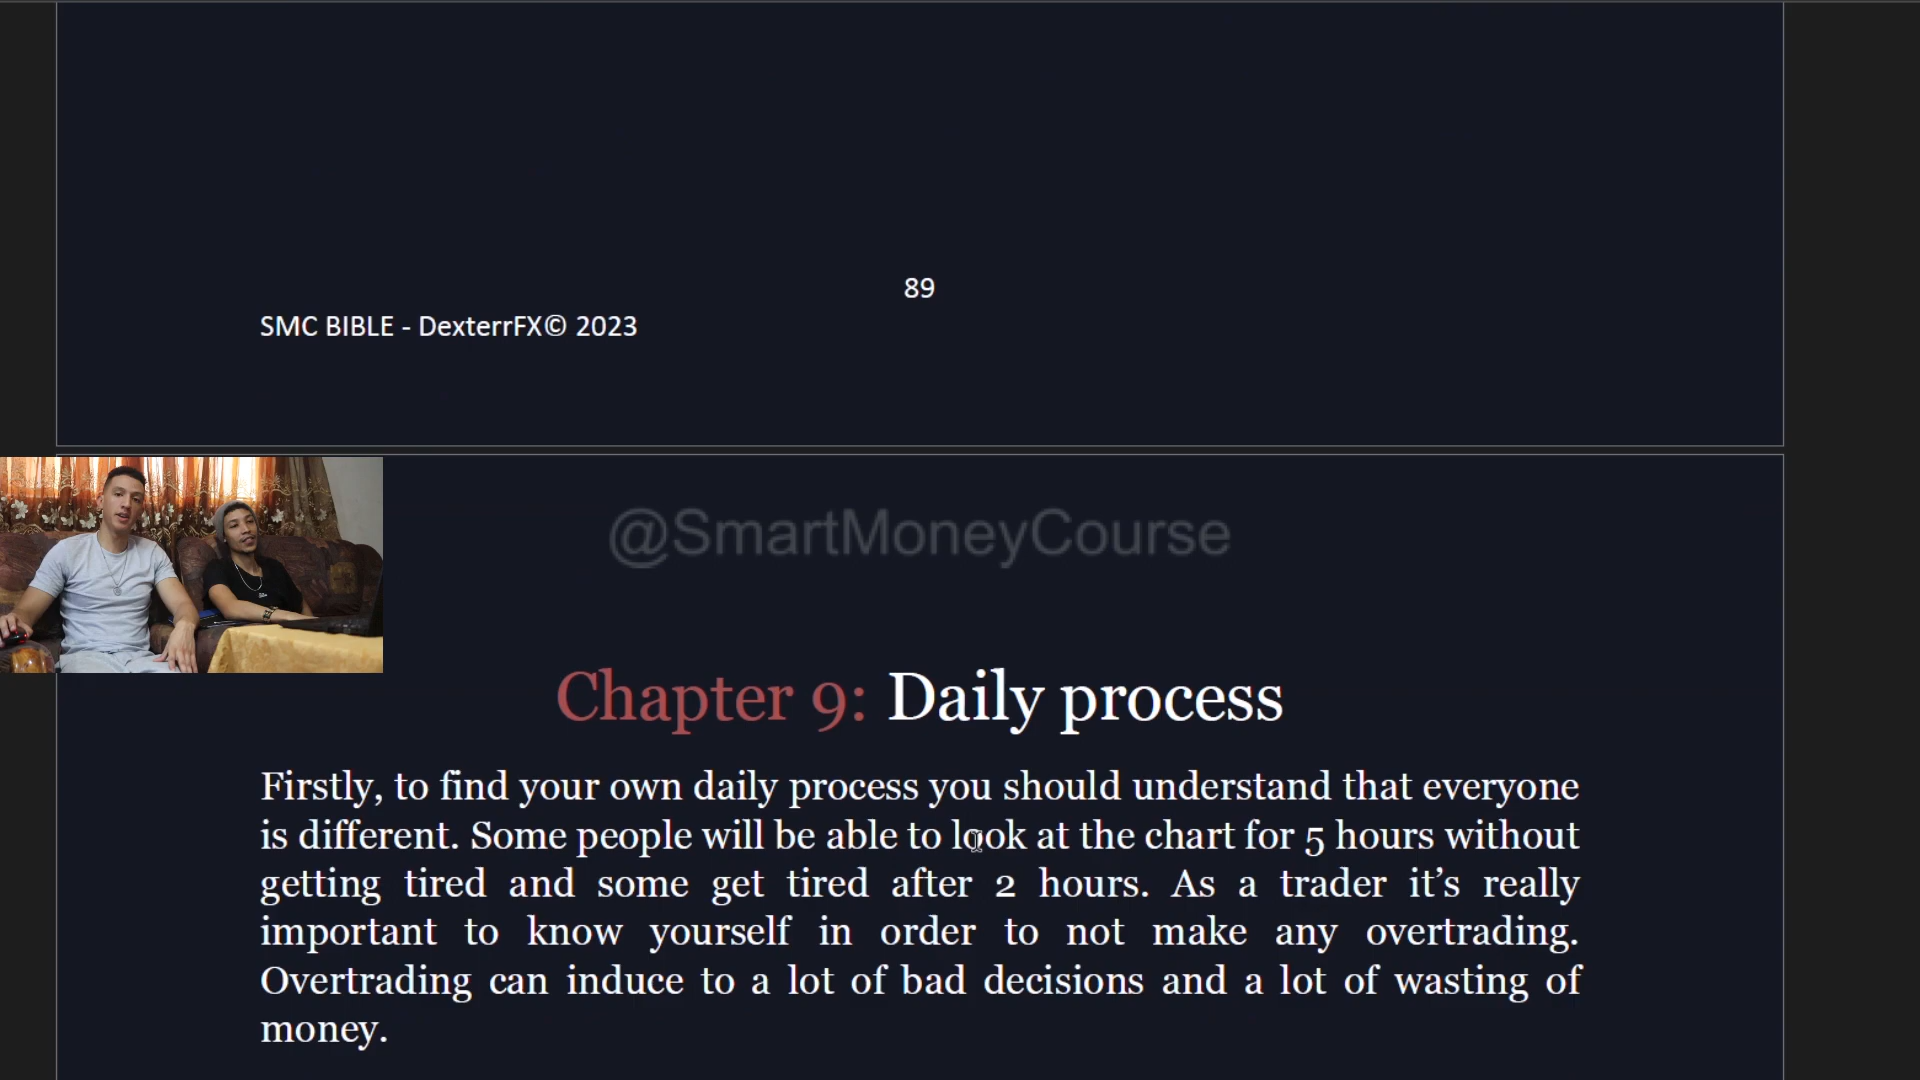 89
SMC BIBLE - DexterrFX© 2023
@SmartMoneyCourse
Chapter 9: Daily process
Firstly, to find your own daily process you should understand that everyone
is different. Some people will be able to look at the chart for 5 hours without
getting tired and some get tired after 2 hours. As a trader it’s really
important to know yourself in order to not make any overtrading.
Overtrading can induce to a lot of bad decisions and a lot of wasting of
money.